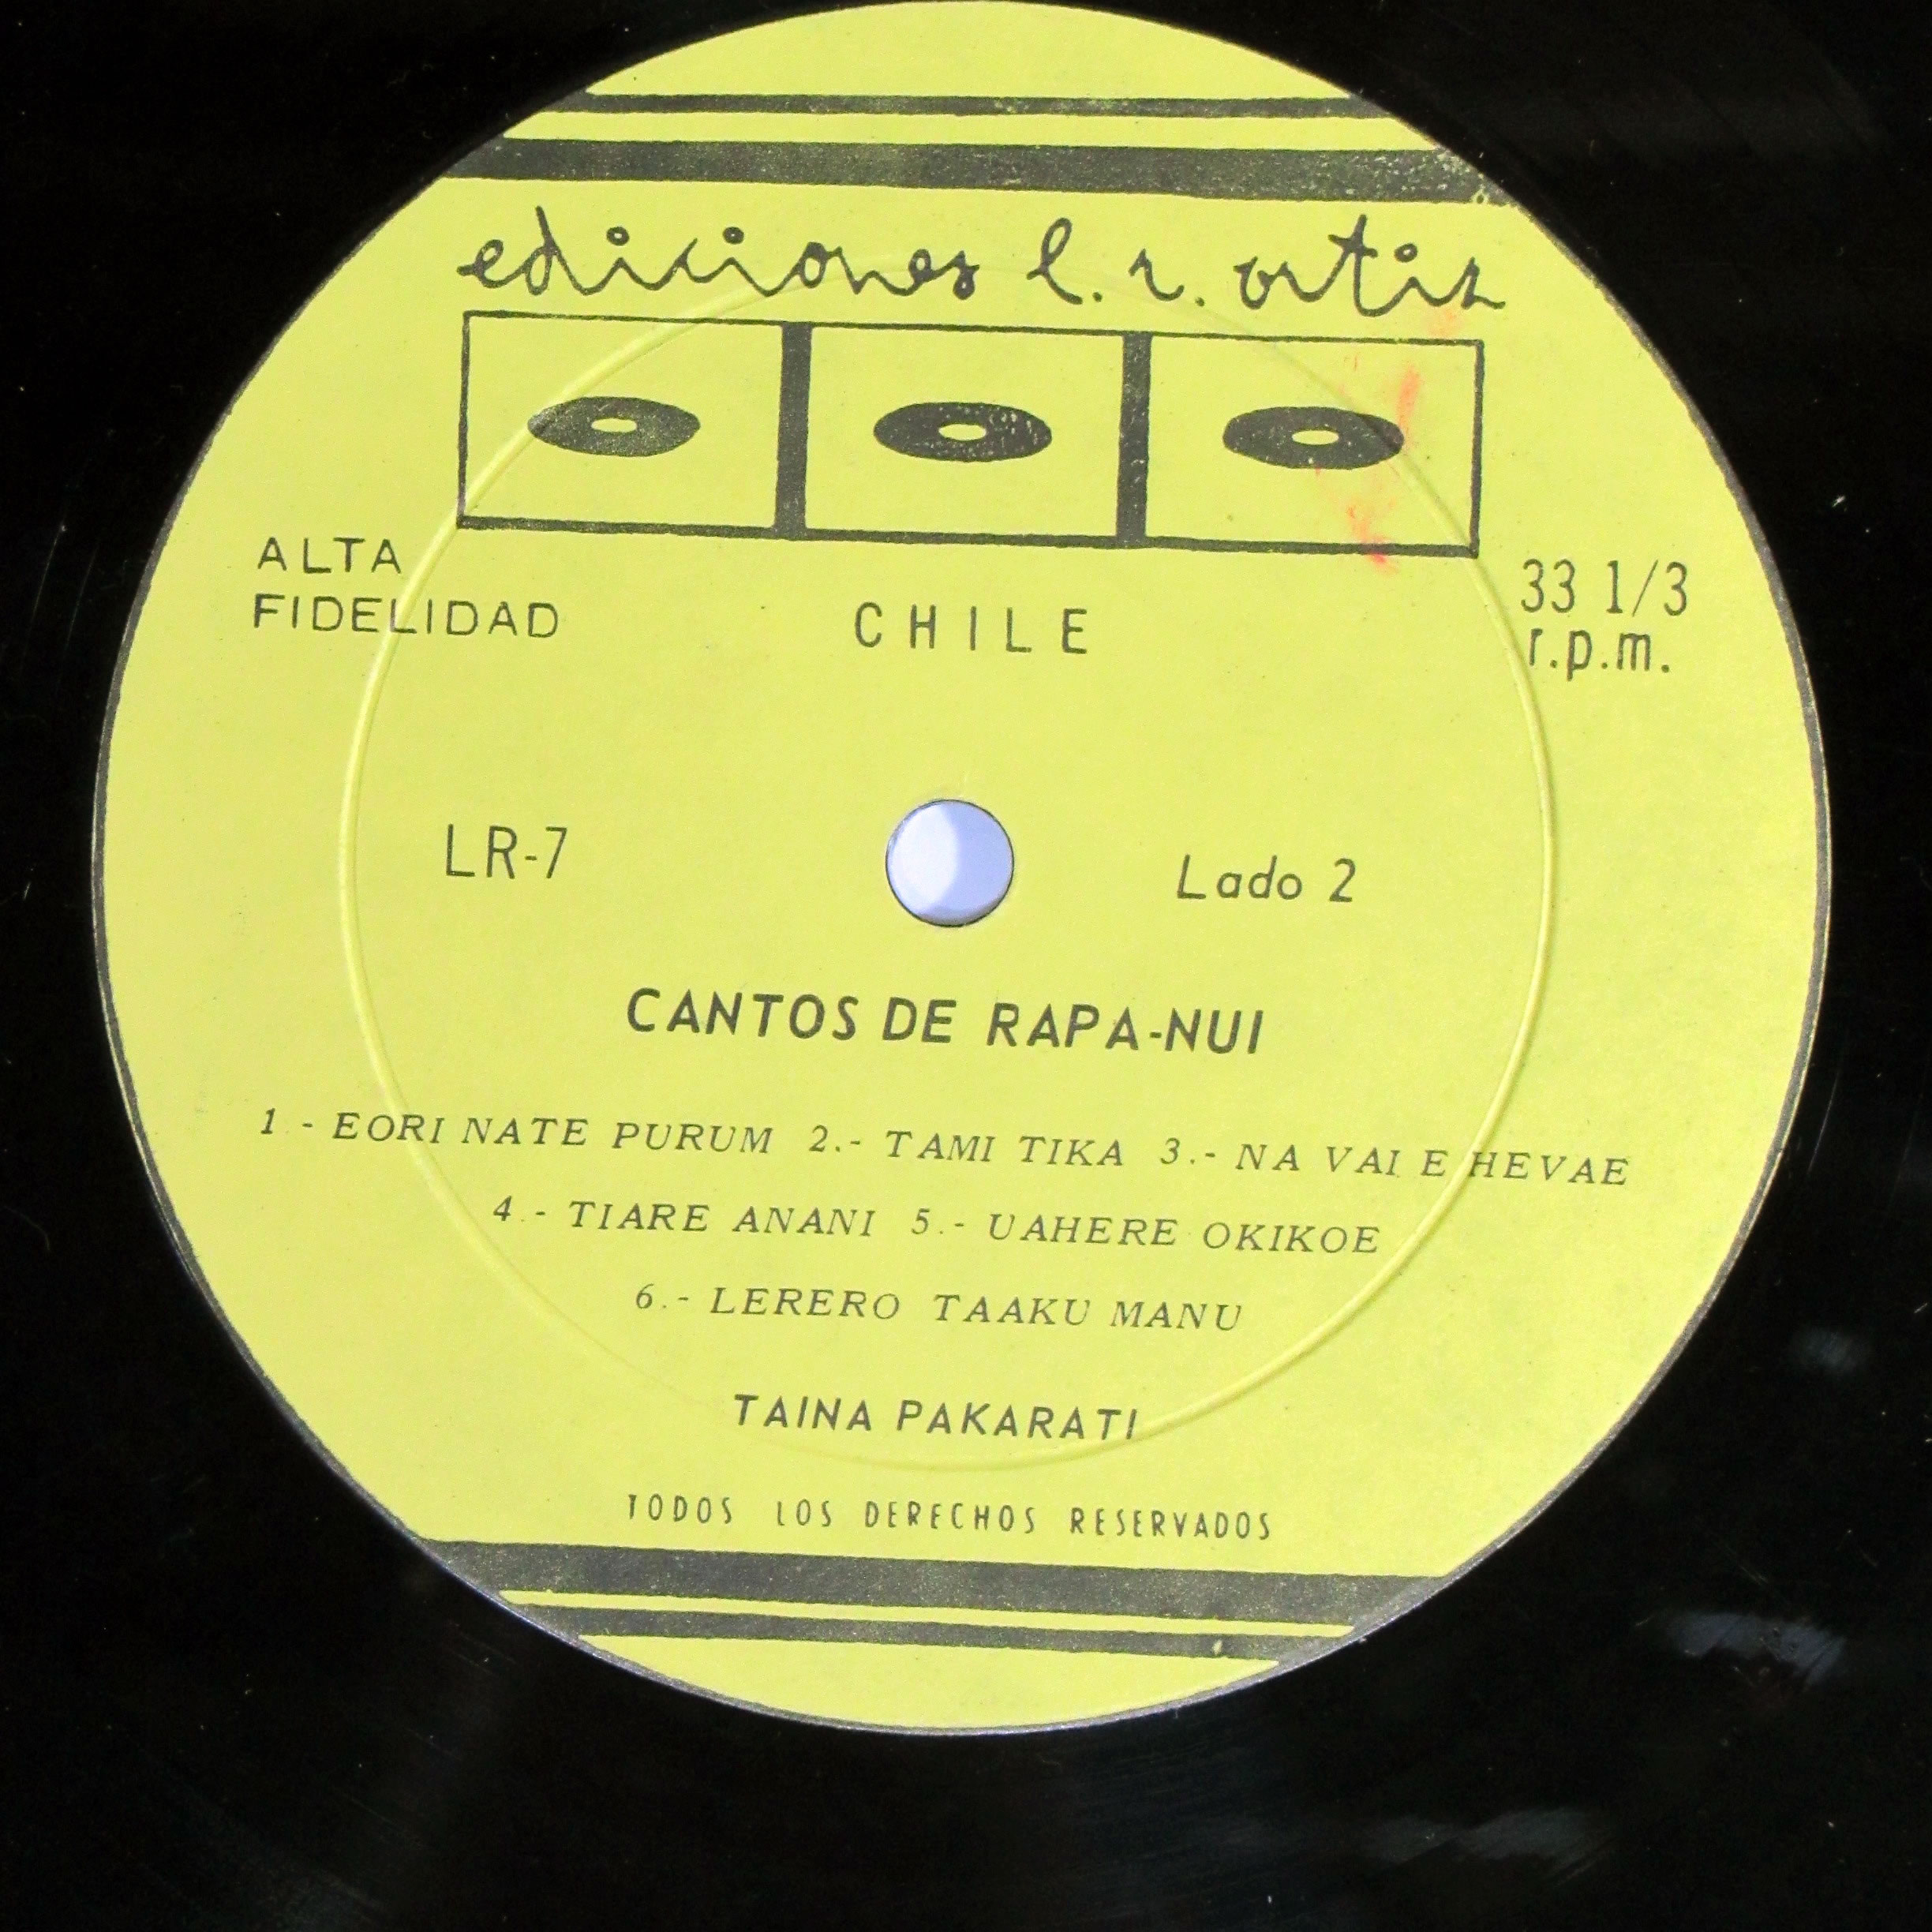 ediciones l. r. ortiz
ALTA
FIDELIDAD
CHILE
33 1/3
r.p.m.
LR-7
Lado 2
CANTOS DE RAPA-NUI
1.- EORI NATE PURUM 2.- TAMI TIKA 3.- NA VAI E HEVAE
4.- TIARE ANANI 5.- UAHERE OKIKOE
6.- LERERO TAAKU MANU
TAINA PAKARATI
TODOS LOS DERECHOS RESERVADOS